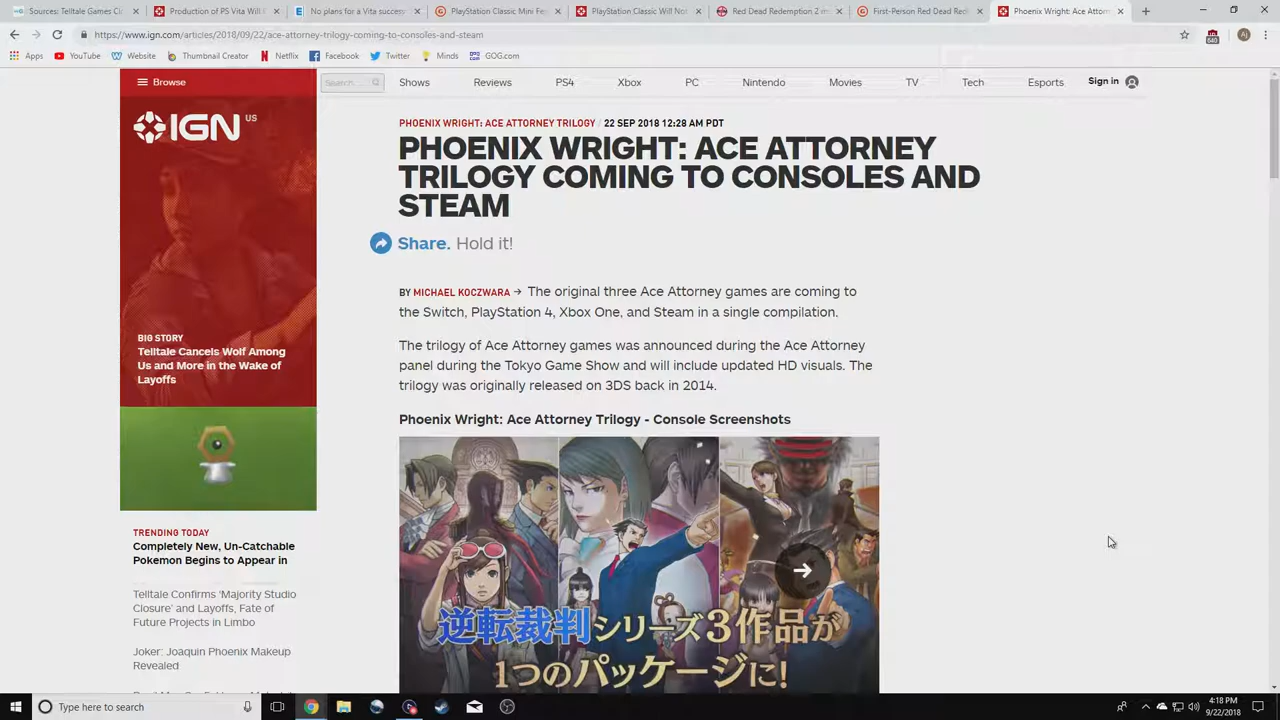 Sources: Telltale Games Cl
Production of PS Vita Will E
No plans for a Vita success
PlayStation Classic Mini Fe
PlayStation Classic Will Not
Red Dead Redemption 2 m
First-Person Red Dead Red
Phoenix Wright: Ace Attorn
https://www.ign.com/articles/2018/09/22/ace-attorney-trilogy-coming-to-consoles-and-steam
640
AJ
Apps YouTube Website Thumbnail Creator Netflix Facebook Twitter Minds GOG.com
Browse
Search...
Shows Reviews PS4 Xbox PC Nintendo Movies TV Tech Esports Sign in
IGN US
PHOENIX WRIGHT: ACE ATTORNEY TRILOGY / 22 SEP 2018 12:28 AM PDT
PHOENIX WRIGHT: ACE ATTORNEY
TRILOGY COMING TO CONSOLES AND
STEAM
Share. Hold it!
BY MICHAEL KOCZWARA → The original three Ace Attorney games are coming to
the Switch, PlayStation 4, Xbox One, and Steam in a single compilation.
The trilogy of Ace Attorney games was announced during the Ace Attorney
panel during the Tokyo Game Show and will include updated HD visuals. The
trilogy was originally released on 3DS back in 2014.
Phoenix Wright: Ace Attorney Trilogy - Console Screenshots
逆転裁判シリーズ3作品が
1つのパッケージに!
BIG STORY
Telltale Cancels Wolf Among
Us and More in the Wake of
Layoffs
TRENDING TODAY
Completely New, Un-Catchable
Pokemon Begins to Appear in
Telltale Confirms 'Majority Studio
Closure' and Layoffs, Fate of
Future Projects in Limbo
Joker: Joaquin Phoenix Makeup
Revealed
Type here to search
4:18 PM
9/22/2018